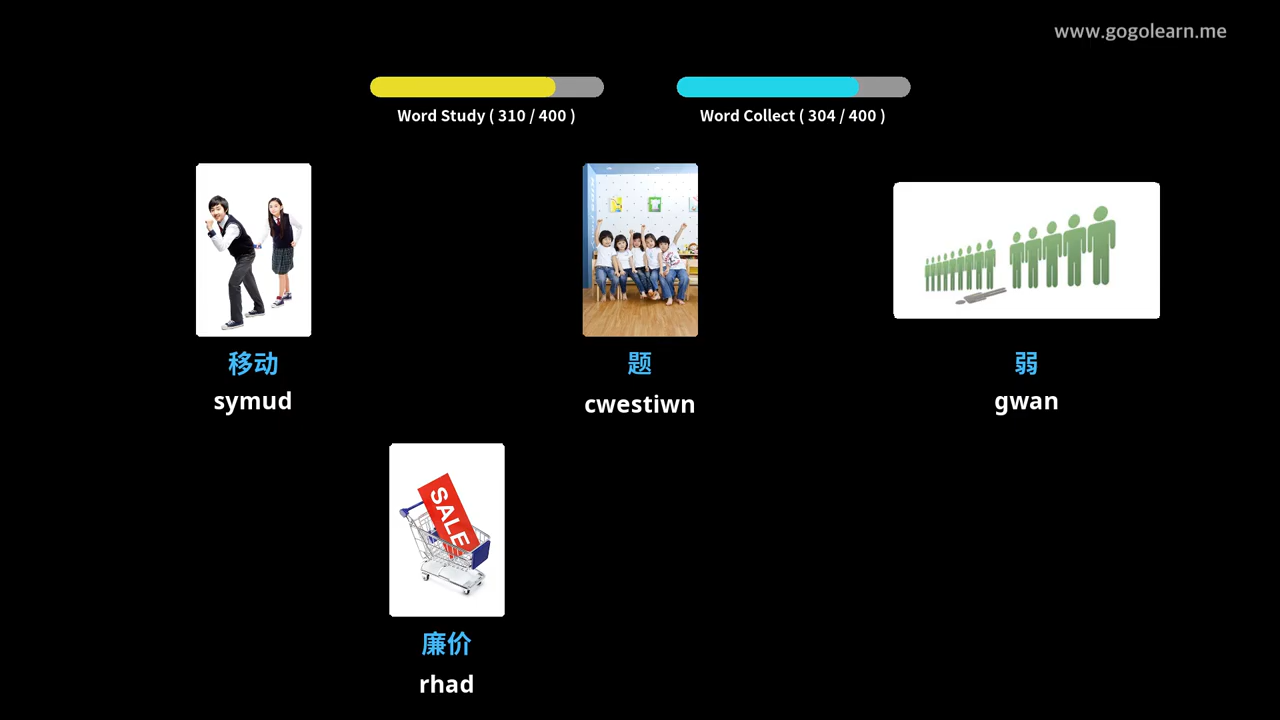 www.gogolearn.me
Word Study ( 310 / 400 )
Word Collect ( 304 / 400 )
移动
symud
题
cwestiwn
弱
gwan
SALE
廉价
rhad